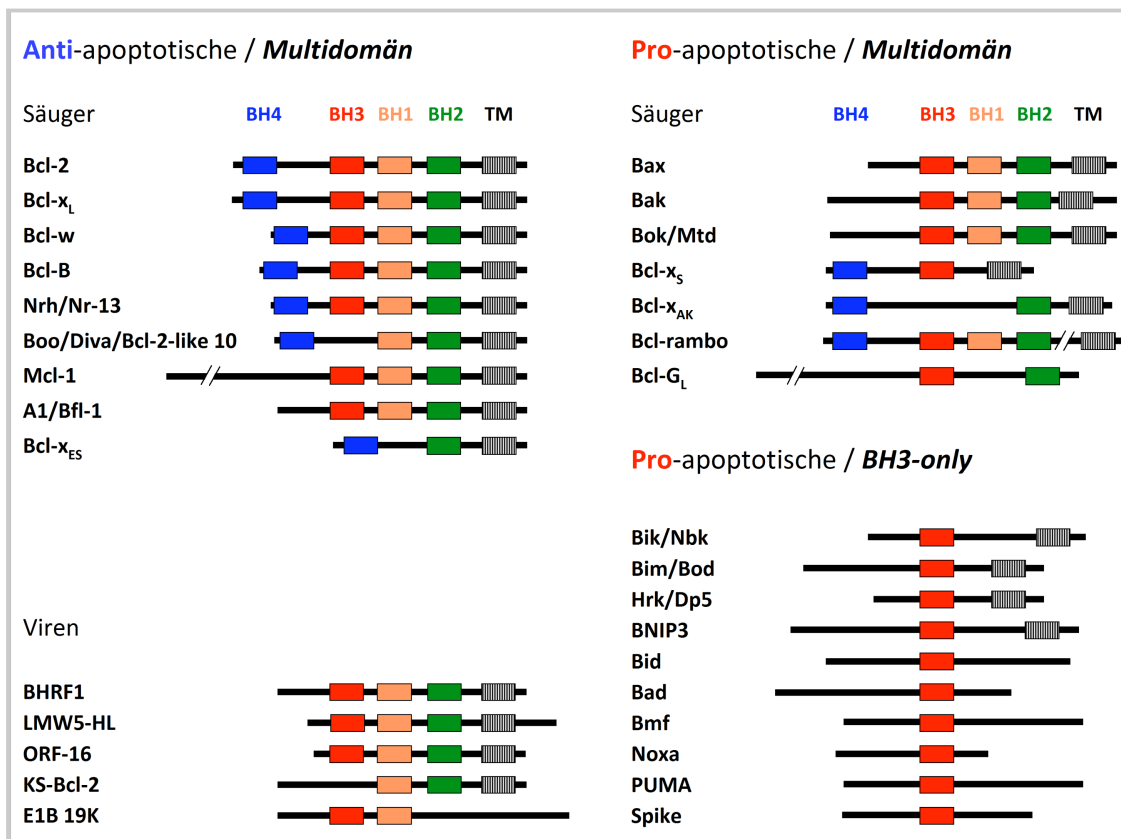 Anti-apoptotische / Multidomän
Säuger BH4 BH3 BH1 BH2 TM
Bcl-2
Bcl-xL
Bcl-w
Bcl-B
Nrh/Nr-13
Boo/Diva/Bcl-2-like 10
Mcl-1
A1/Bfl-1
Bcl-xES
Viren
BHRF1
LMW5-HL
ORF-16
KS-Bcl-2
E1B 19K
Pro-apoptotische / Multidomän
Säuger BH4 BH3 BH1 BH2 TM
Bax
Bak
Bok/Mtd
Bcl-xS
Bcl-xAK
Bcl-rambo
Bcl-GL
Pro-apoptotische / BH3-only
Bik/Nbk
Bim/Bod
Hrk/Dp5
BNIP3
Bid
Bad
Bmf
Noxa
PUMA
Spike